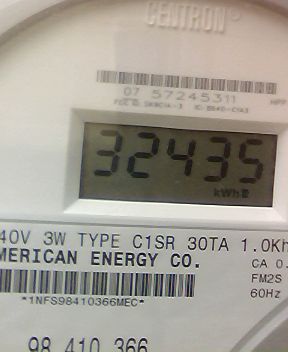 CENTRON®
07 57245311
32435
kWh
40V 3W TYPE C1SR 30TA 1.0Kh
MERICAN ENERGY CO.
CA 0.
FM2S
60Hz
*1NFS98410366MEC*
98 410 366